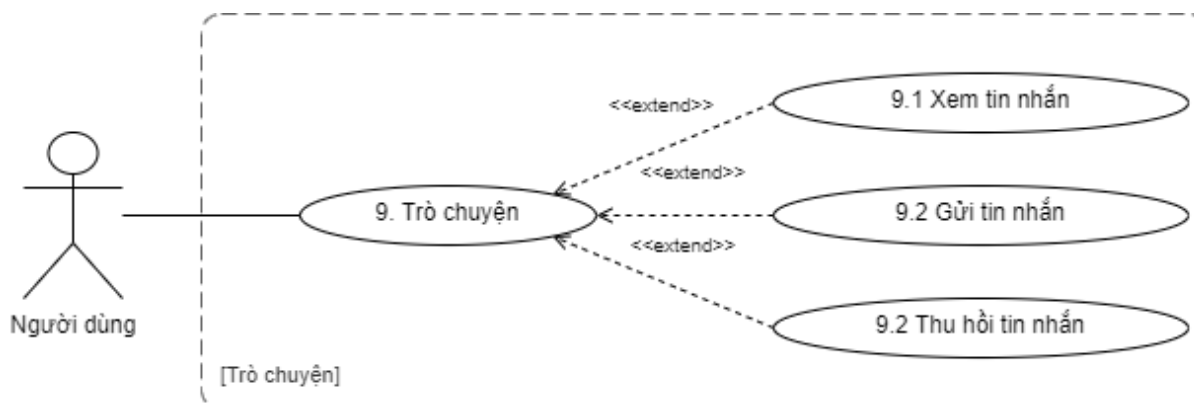 <<extend>>
9.1 Xem tin nhắn
<<extend>>
9. Trò chuyện
9.2 Gửi tin nhắn
<<extend>>
9.2 Thu hồi tin nhắn
Người dùng
[Trò chuyện]